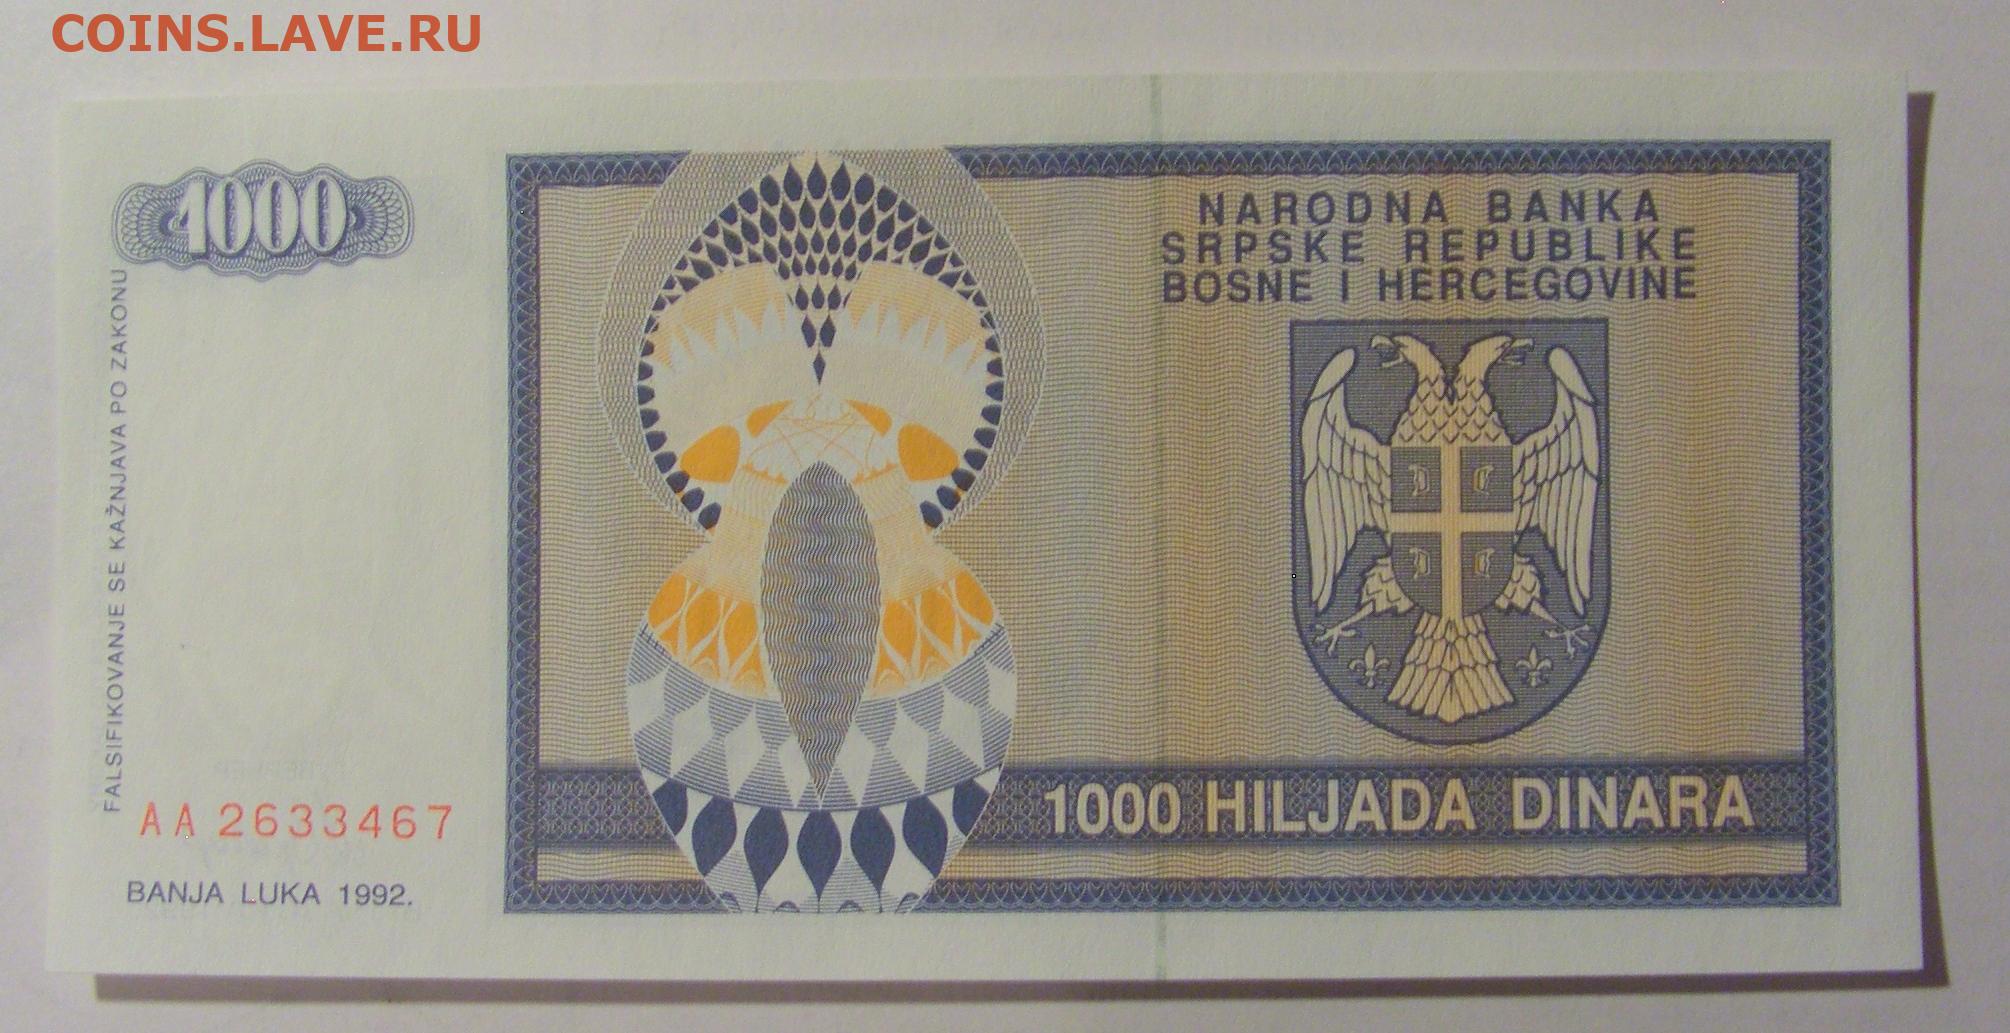 COINS.LAVE.RU
1000
FALSIFIKOVANJE SE KAŽNJAVA PO ZAKONU
NARODNA BANKA
SRPSKE REPUBLIKE
BOSNE I HERCEGOVINE
1000 HILJADA DINARA
AA 2633467
BANJA LUKA 1992.